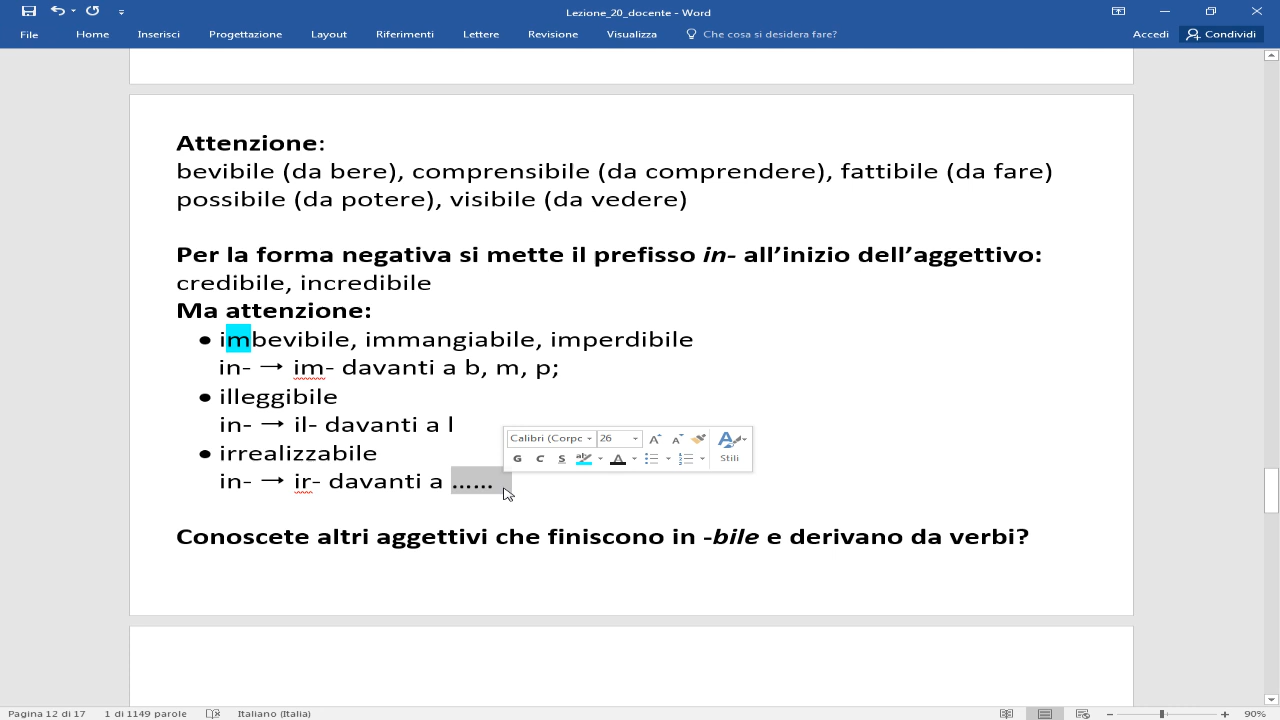 Lezione_20_docente - Word
File Home Inserisci Progettazione Layout Riferimenti Lettere Revisione Visualizza Che cosa si desidera fare? Accedi Condividi
Attenzione:
bevibile (da bere), comprensibile (da comprendere), fattibile (da fare)
possibile (da potere), visibile (da vedere)
Per la forma negativa si mette il prefisso in- all’inizio dell’aggettivo:
credibile, incredibile
Ma attenzione:
● imbevibile, immangiabile, imperdibile
in- → im- davanti a b, m, p;
● illeggibile
in- → il- davanti a l
● irrealizzabile
in- → ir- davanti a ……
Calibri (Corpc 26
G C S ab A Stili
Conoscete altri aggettivi che finiscono in -bile e derivano da verbi?
Pagina 12 di 17 1 di 1149 parole Italiano (Italia) 90%